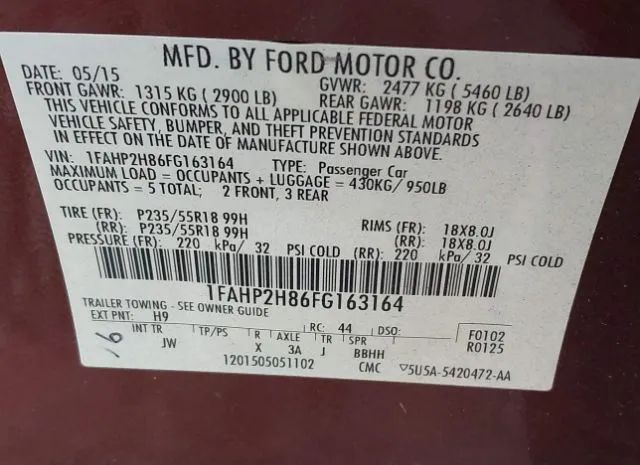 MFD. BY FORD MOTOR CO.
DATE: 05/15 GVWR: 2477 KG ( 5460 LB)
FRONT GAWR: 1315 KG ( 2900 LB) REAR GAWR: 1198 KG ( 2640 LB)
THIS VEHICLE CONFORMS TO ALL APPLICABLE FEDERAL MOTOR
VEHICLE SAFETY, BUMPER, AND THEFT PREVENTION STANDARDS
IN EFFECT ON THE DATE OF MANUFACTURE SHOWN ABOVE.
VIN: 1FAHP2H86FG163164 TYPE: Passenger Car
MAXIMUM LOAD = OCCUPANTS + LUGGAGE = 430KG/ 950LB
OCCUPANTS = 5 TOTAL; 2 FRONT, 3 REAR
TIRE (FR): P235/55R18 99H RIMS (FR): 18X8.0J
(RR): P235/55R18 99H (RR): 18X8.0J
PRESSURE (FR): 220 kPa/ 32 PSI COLD (RR): 220 kPa/ 32 PSI COLD
1FAHP2H86FG163164
TRAILER TOWING - SEE OWNER GUIDE
EXT PNT: H9 RC: 44 DSO: F0102
INT TR TP/PS R AXLE TR SPR R0125
JW X 3A J BBHH
1201505051102 CMC 5U5A-5420472-AA
16